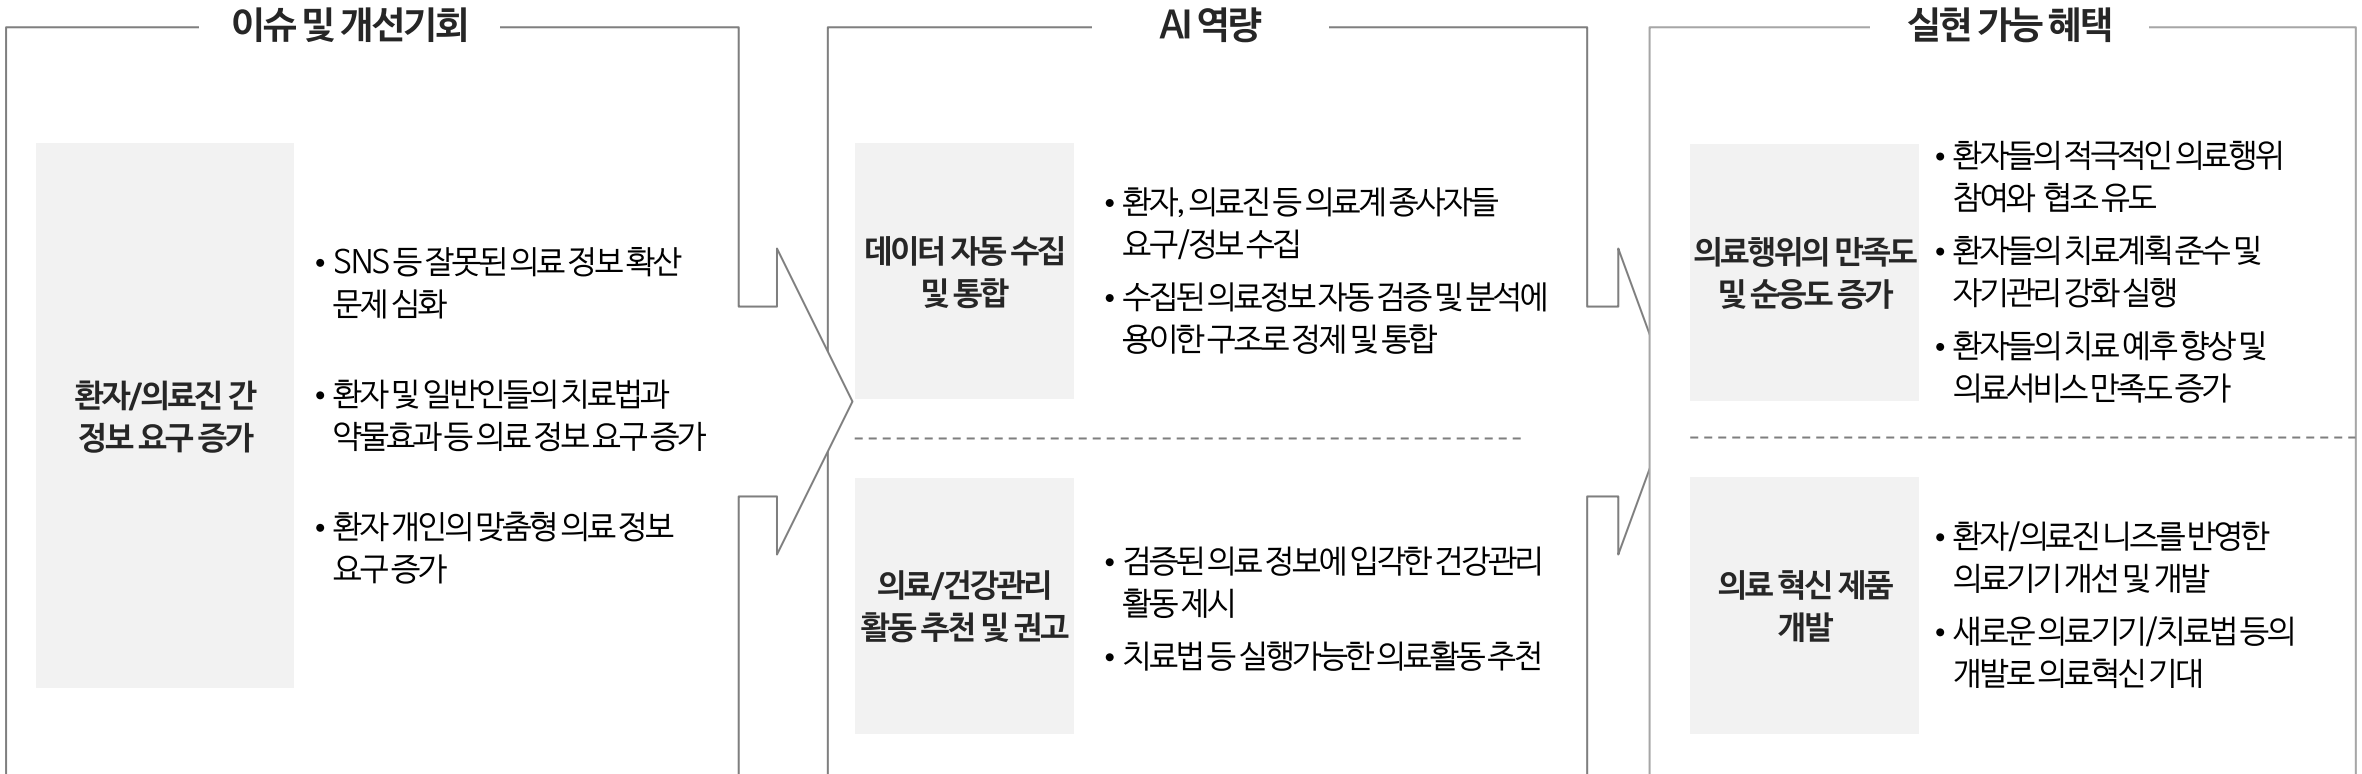 이슈 및 개선기회
환자/의료진 간
정보 요구 증가
• SNS 등 잘못된 의료 정보 확산
문제 심화
• 환자 및 일반인들의 치료법과
약물효과 등 의료 정보 요구 증가
• 환자 개인의 맞춤형 의료 정보
요구 증가
AI 역량
데이터 자동 수집
및 통합
• 환자, 의료진 등 의료계 종사자들
요구/정보 수집
• 수집된 의료정보 자동 검증 및 분석에
용이한 구조로 정제 및 통합
의료/건강관리
활동 추천 및 권고
• 검증된 의료 정보에 입각한 건강관리
활동 제시
• 치료법 등 실행가능한 의료활동 추천
실현 가능 혜택
의료행위의 만족도
및 순응도 증가
• 환자들의 적극적인 의료행위
참여와 협조 유도
• 환자들의 치료계획 준수 및
자기관리 강화 실행
• 환자들의 치료 예후 향상 및
의료서비스 만족도 증가
의료 혁신 제품
개발
• 환자/의료진 니즈를 반영한
의료기기 개선 및 개발
• 새로운 의료기기/치료법 등의
개발로 의료혁신 기대